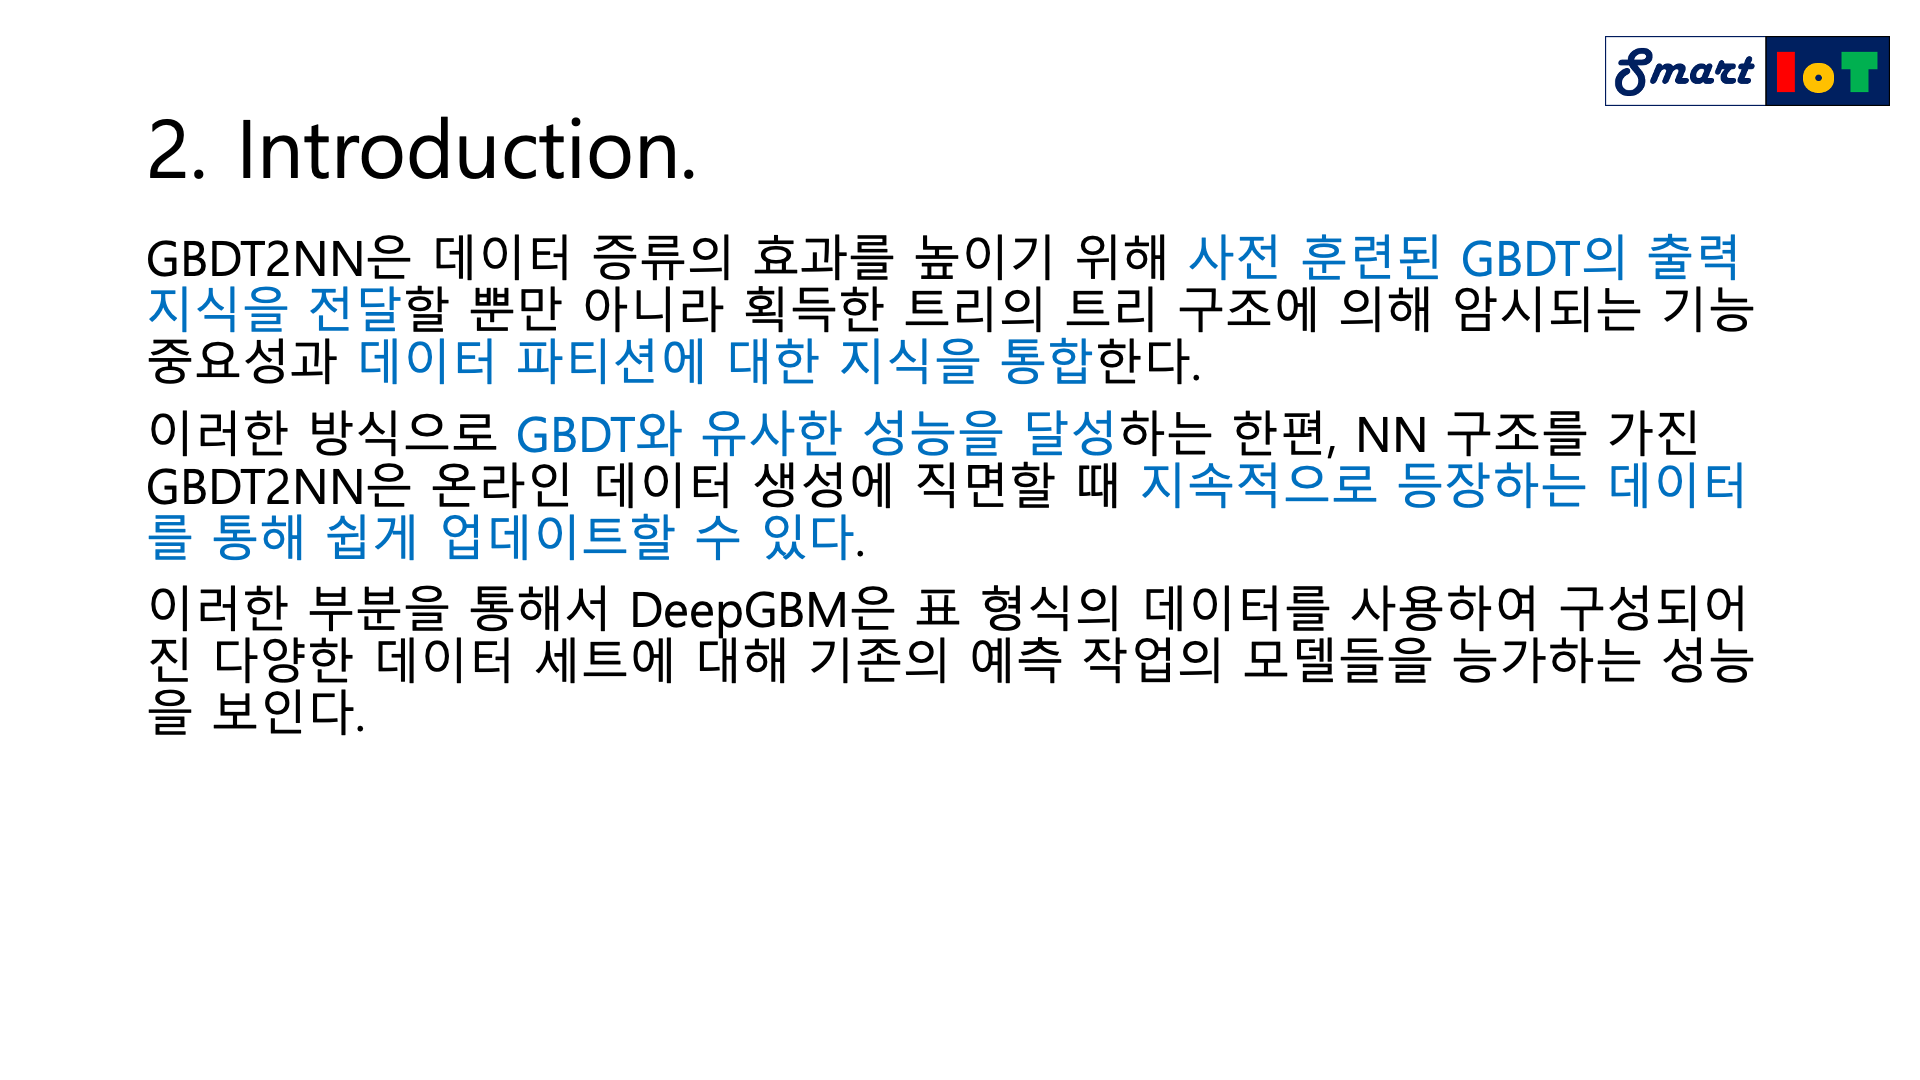 Smart IoT
2. Introduction.
GBDT2NN은 데이터 증류의 효과를 높이기 위해 사전 훈련된 GBDT의 출력
지식을 전달할 뿐만 아니라 획득한 트리의 트리 구조에 의해 암시되는 기능
중요성과 데이터 파티션에 대한 지식을 통합한다.
이러한 방식으로 GBDT와 유사한 성능을 달성하는 한편, NN 구조를 가진
GBDT2NN은 온라인 데이터 생성에 직면할 때 지속적으로 등장하는 데이터
를 통해 쉽게 업데이트할 수 있다.
이러한 부분을 통해서 DeepGBM은 표 형식의 데이터를 사용하여 구성되어
진 다양한 데이터 세트에 대해 기존의 예측 작업의 모델들을 능가하는 성능
을 보인다.